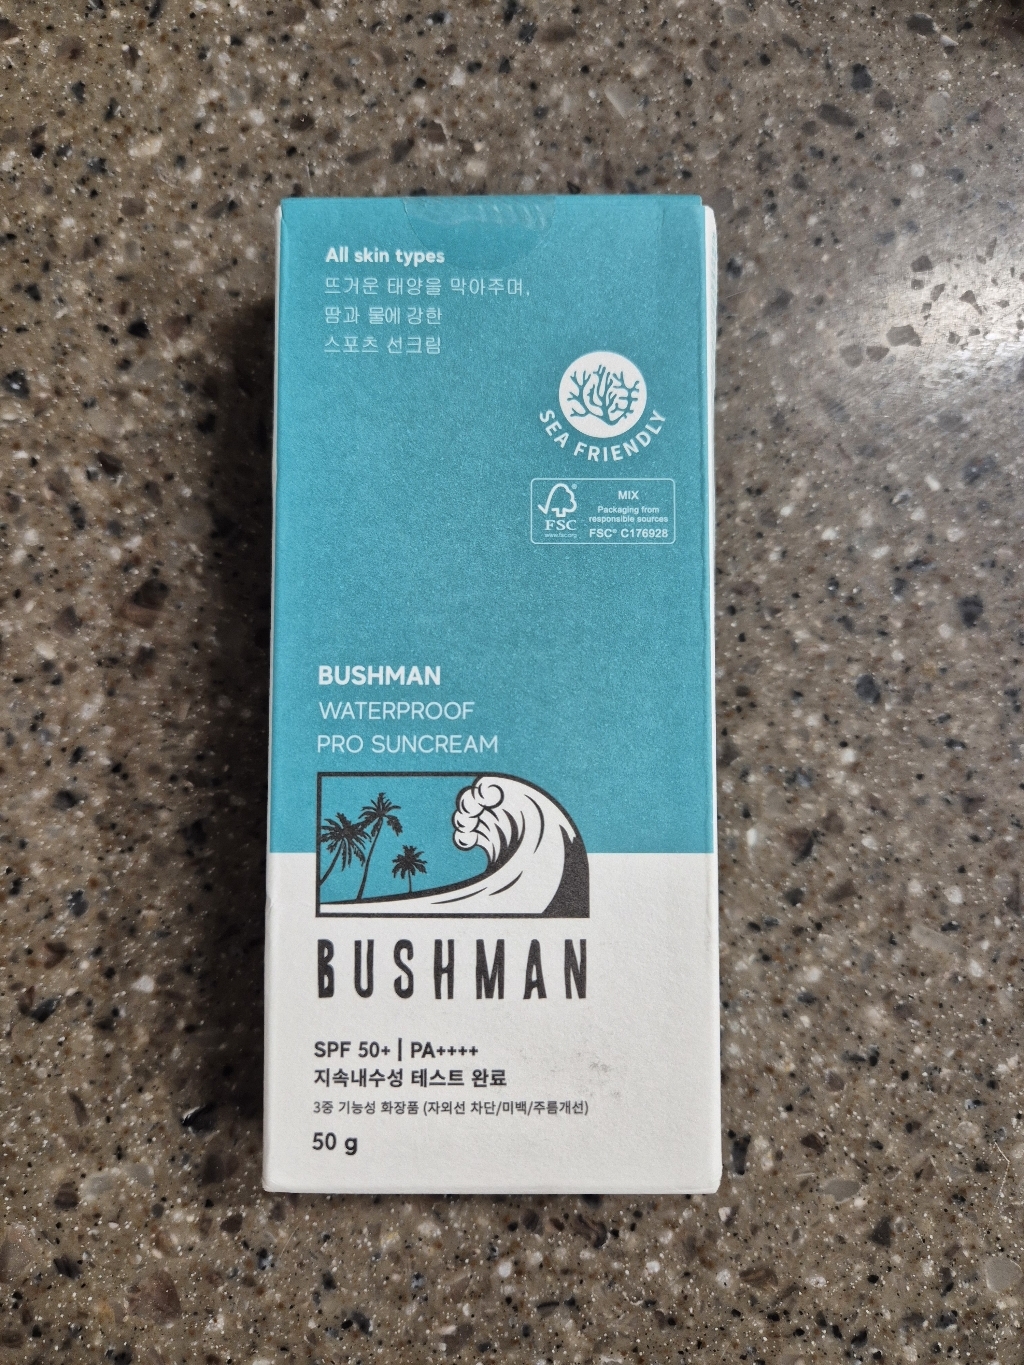 All skin types
뜨거운 태양을 막아주며,
땀과 물에 강한
스포츠 선크림
SEA FRIENDLY
FSC
www.fsc.org
MIX
Packaging from
responsible sources
FSC® C176928
BUSHMAN
WATERPROOF
PRO SUNCREAM
BUSHMAN
SPF 50+ | PA++++
지속내수성 테스트 완료
3중 기능성 화장품 (자외선 차단/미백/주름개선)
50 g